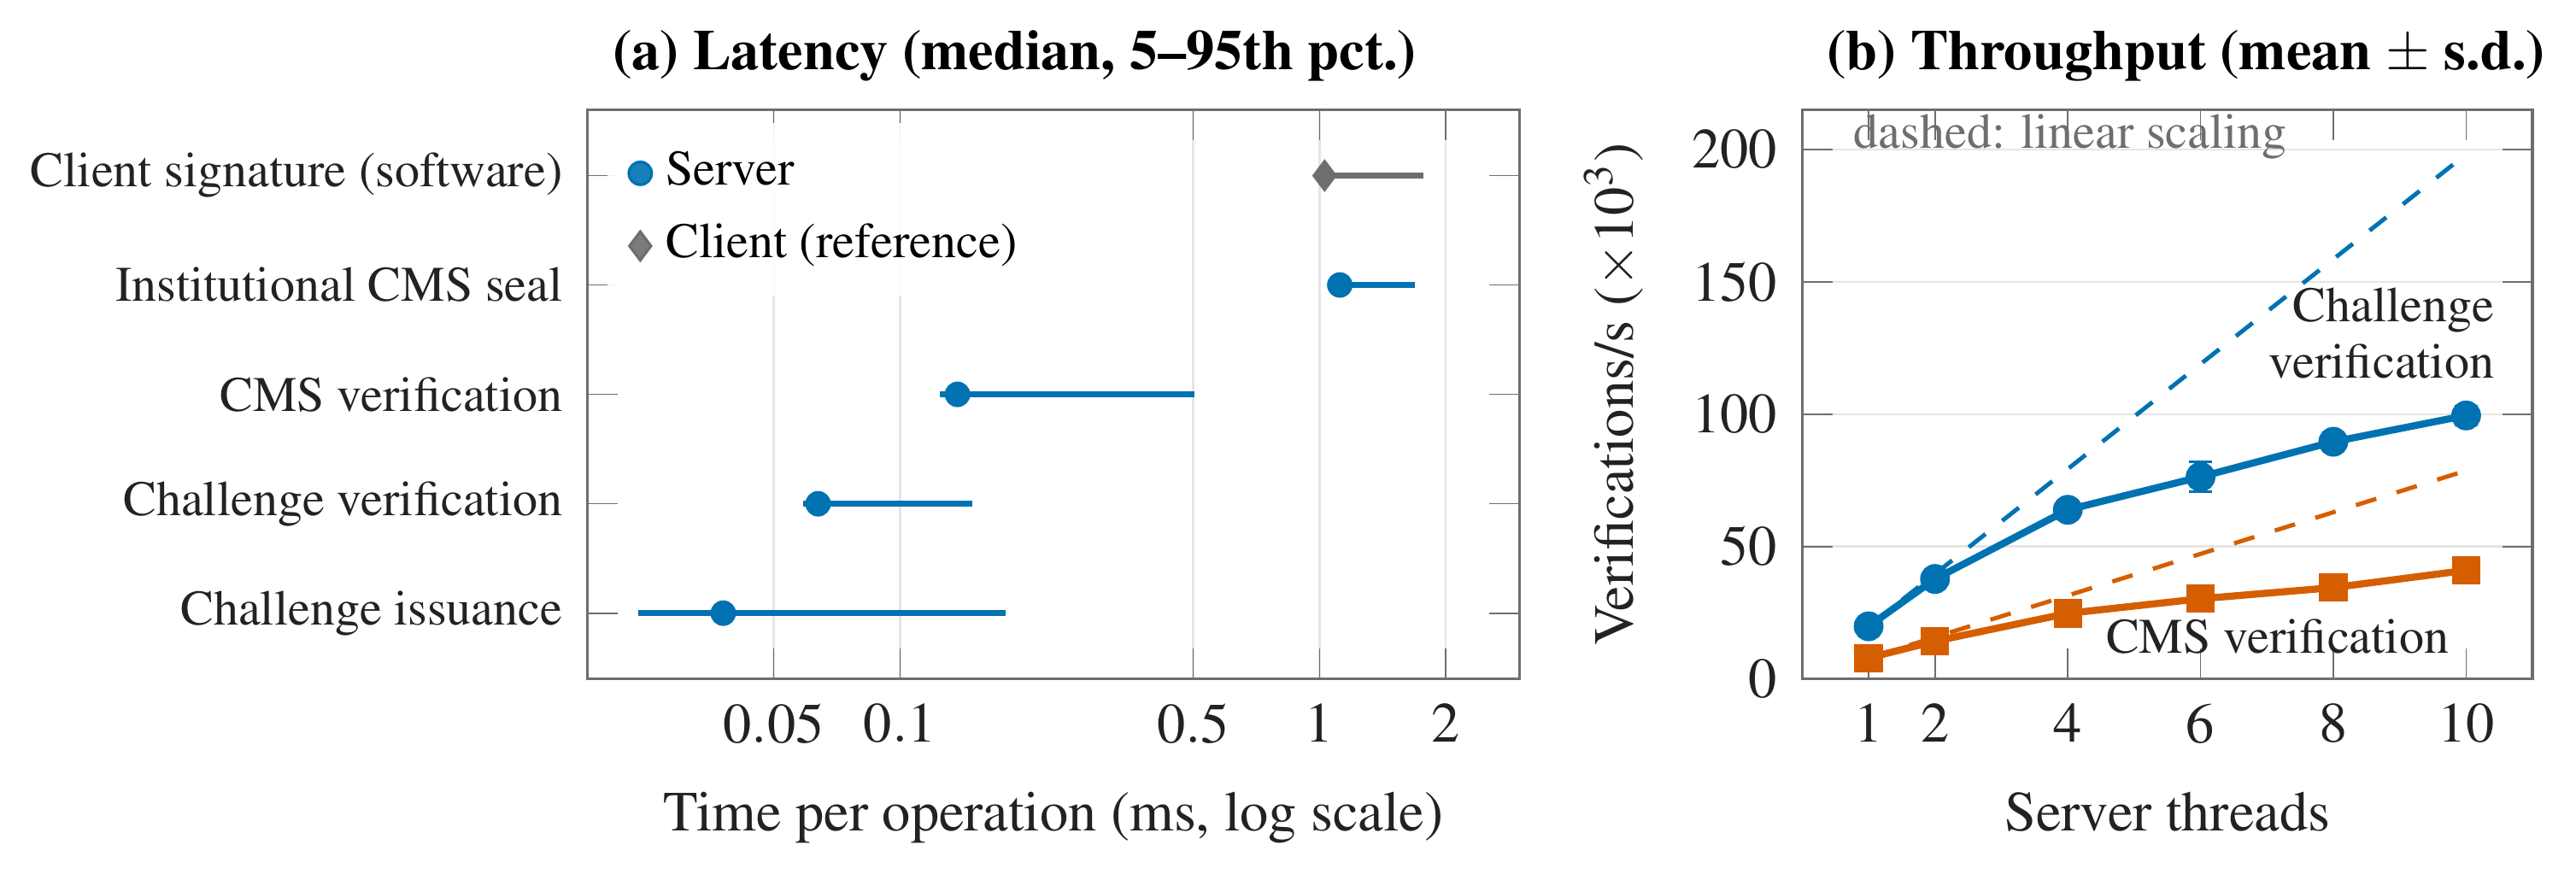 (a) Latency (median, 5–95th pct.)
Client signature (software)
Institutional CMS seal
CMS verification
Challenge verification
Challenge issuance
Server
Client (reference)
0.05 0.1 0.5 1 2
Time per operation (ms, log scale)
(b) Throughput (mean ± s.d.)
Verifications/s (×10³)
200
150
100
50
0
dashed: linear scaling
Challenge
verification
CMS verification
1 2 4 6 8 10
Server threads